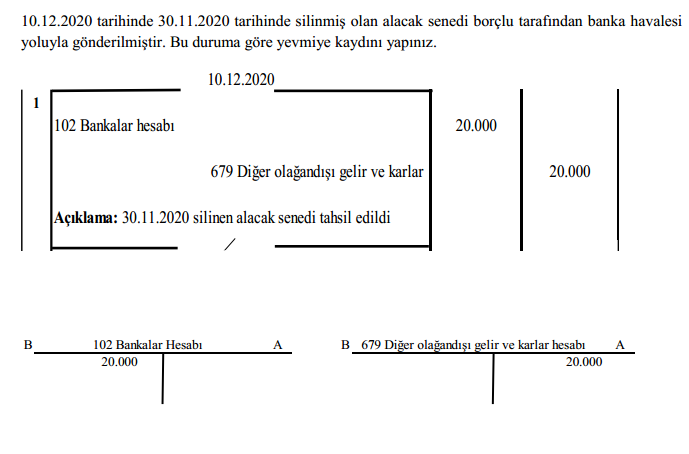 10.12.2020 tarihinde 30.11.2020 tarihinde silinmiş olan alacak senedi borçlu tarafından banka havalesi
yoluyla gönderilmiştir. Bu duruma göre yevmiye kaydını yapınız.
10.12.2020
1
102 Bankalar hesabı 20.000
679 Diğer olağandışı gelir ve karlar 20.000
Açıklama: 30.11.2020 silinen alacak senedi tahsil edildi
/
B 102 Bankalar Hesabı A B 679 Diğer olağandışı gelir ve karlar hesabı A
20.000 20.000